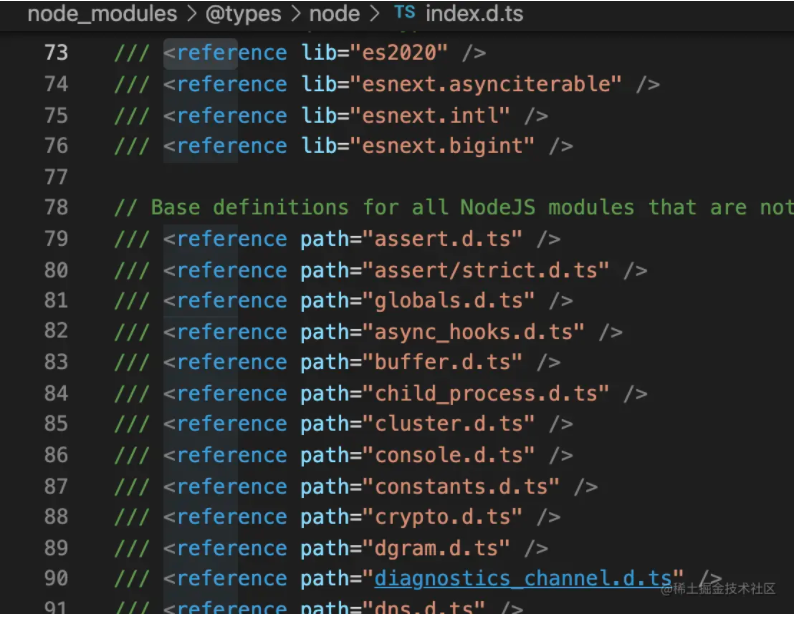 node_modules > @types > node > TS index.d.ts
73 /// <reference lib="es2020" />
74 /// <reference lib="esnext.asynciterable" />
75 /// <reference lib="esnext.intl" />
76 /// <reference lib="esnext.bigint" />
77
78 // Base definitions for all NodeJS modules that are not
79 /// <reference path="assert.d.ts" />
80 /// <reference path="assert/strict.d.ts" />
81 /// <reference path="globals.d.ts" />
82 /// <reference path="async_hooks.d.ts" />
83 /// <reference path="buffer.d.ts" />
84 /// <reference path="child_process.d.ts" />
85 /// <reference path="cluster.d.ts" />
86 /// <reference path="console.d.ts" />
87 /// <reference path="constants.d.ts" />
88 /// <reference path="crypto.d.ts" />
89 /// <reference path="dgram.d.ts" />
90 /// <reference path="diagnostics_channel.d.ts" />
@稀土掘金技术社区
91 /// <reference path="dns.d.ts" />